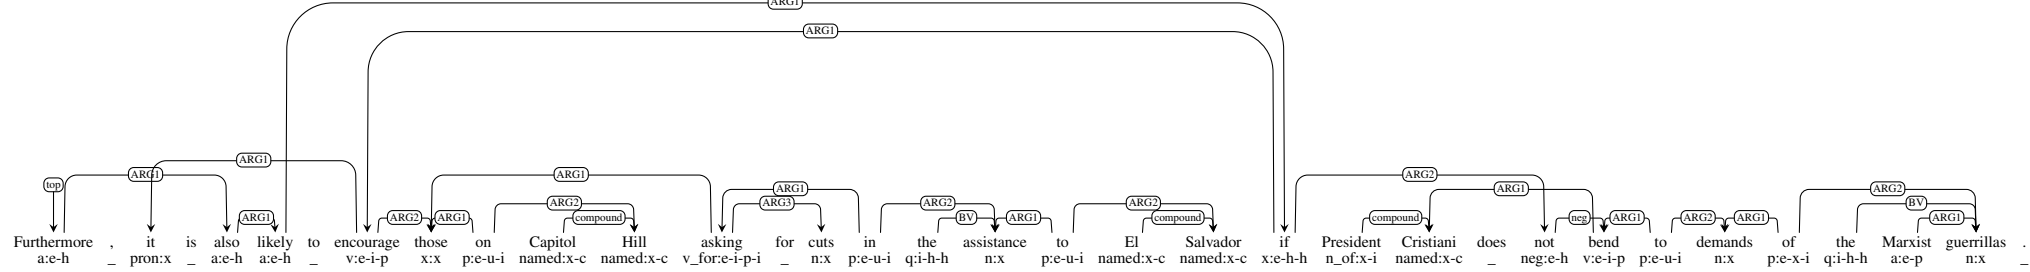 ARG1
ARG1
ARG1
top ARG1 ARG1 ARG2
ARG1 ARG1 ARG2
ARG2 ARG3 ARG2 ARG2 BV
ARG1 ARG2 ARG1 compound BV ARG1 compound compound neg ARG1 ARG2 ARG1 ARG1
Furthermore , it is also likely to encourage those on Capitol Hill asking for cuts in the assistance to El Salvador if President Cristiani does not bend to demands of the Marxist guerrillas .
a:e-h _ pron:x _ a:e-h a:e-h _ v:e-i-p x:x p:e-u-i named:x-c named:x-c v_for:e-i-p-i _ n:x p:e-u-i q:i-h-h n:x p:e-u-i named:x-c named:x-c x:e-h-h n_of:x-i named:x-c _ neg:e-h v:e-i-p p:e-u-i n:x p:e-x-i q:i-h-h a:e-p n:x _